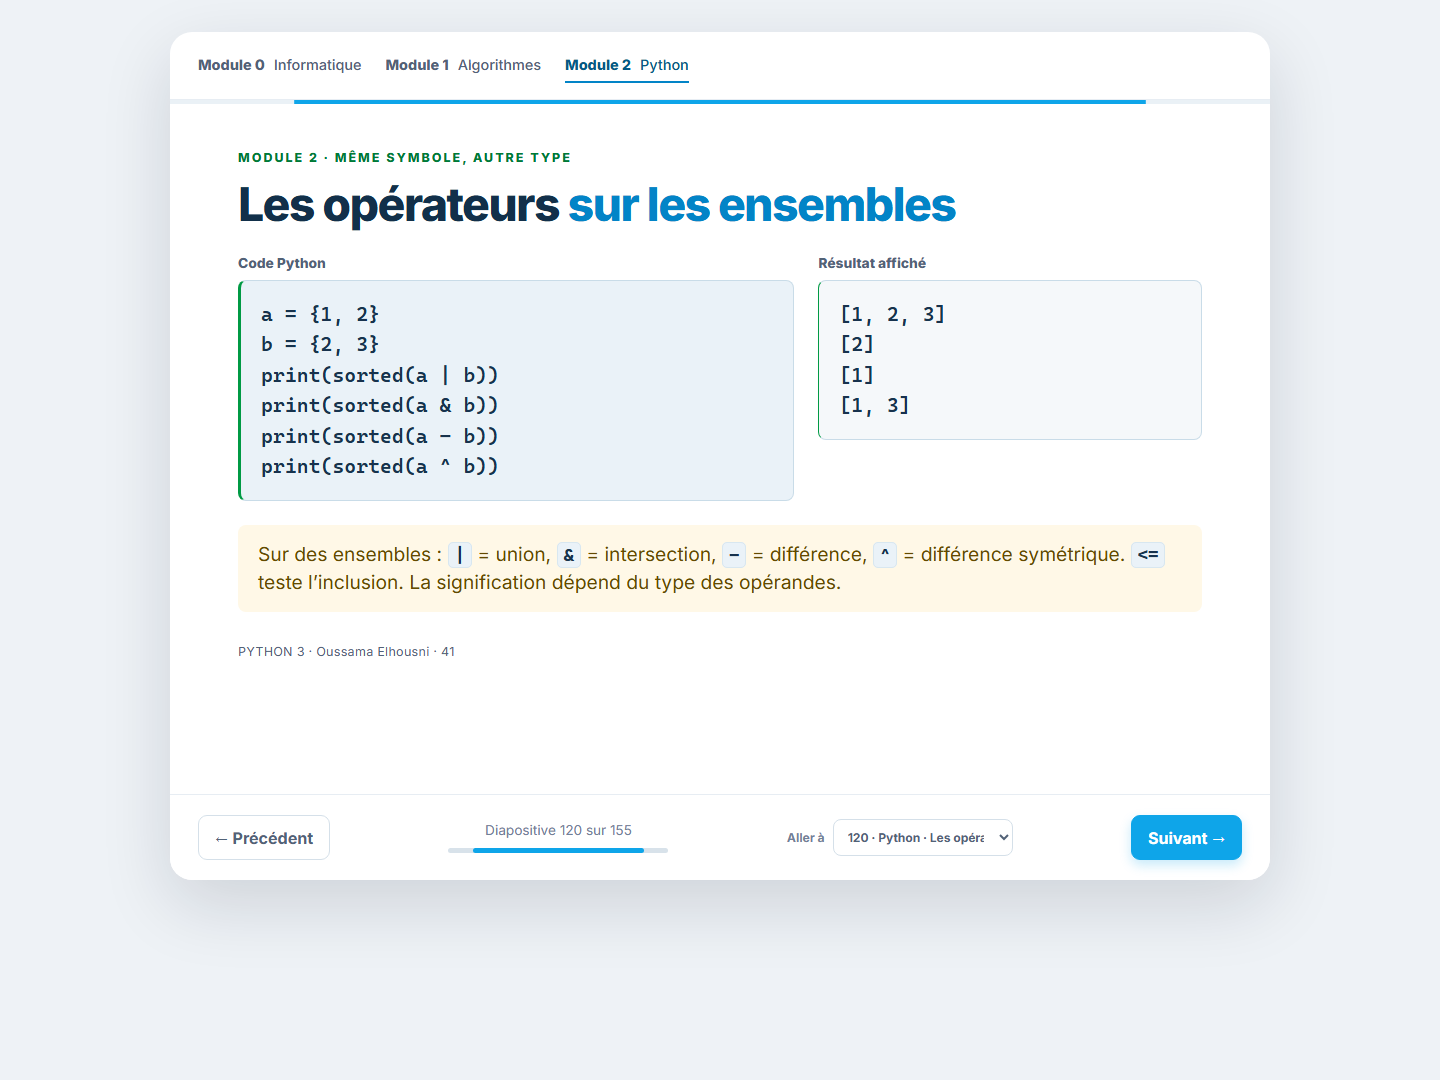 Module 0 Informatique Module 1 Algorithmes Module 2 Python
MODULE 2 · MÊME SYMBOLE, AUTRE TYPE
Les opérateurs sur les ensembles
Code Python
a = {1, 2}
b = {2, 3}
print(sorted(a | b))
print(sorted(a & b))
print(sorted(a - b))
print(sorted(a ^ b))
Résultat affiché
[1, 2, 3]
[2]
[1]
[1, 3]
Sur des ensembles : | = union, & = intersection, - = différence, ^ = différence symétrique. <=
teste l’inclusion. La signification dépend du type des opérandes.
PYTHON 3 · Oussama Elhousni · 41
← Précédent
Diapositive 120 sur 155
Aller à
120 · Python · Les opéra
Suivant →